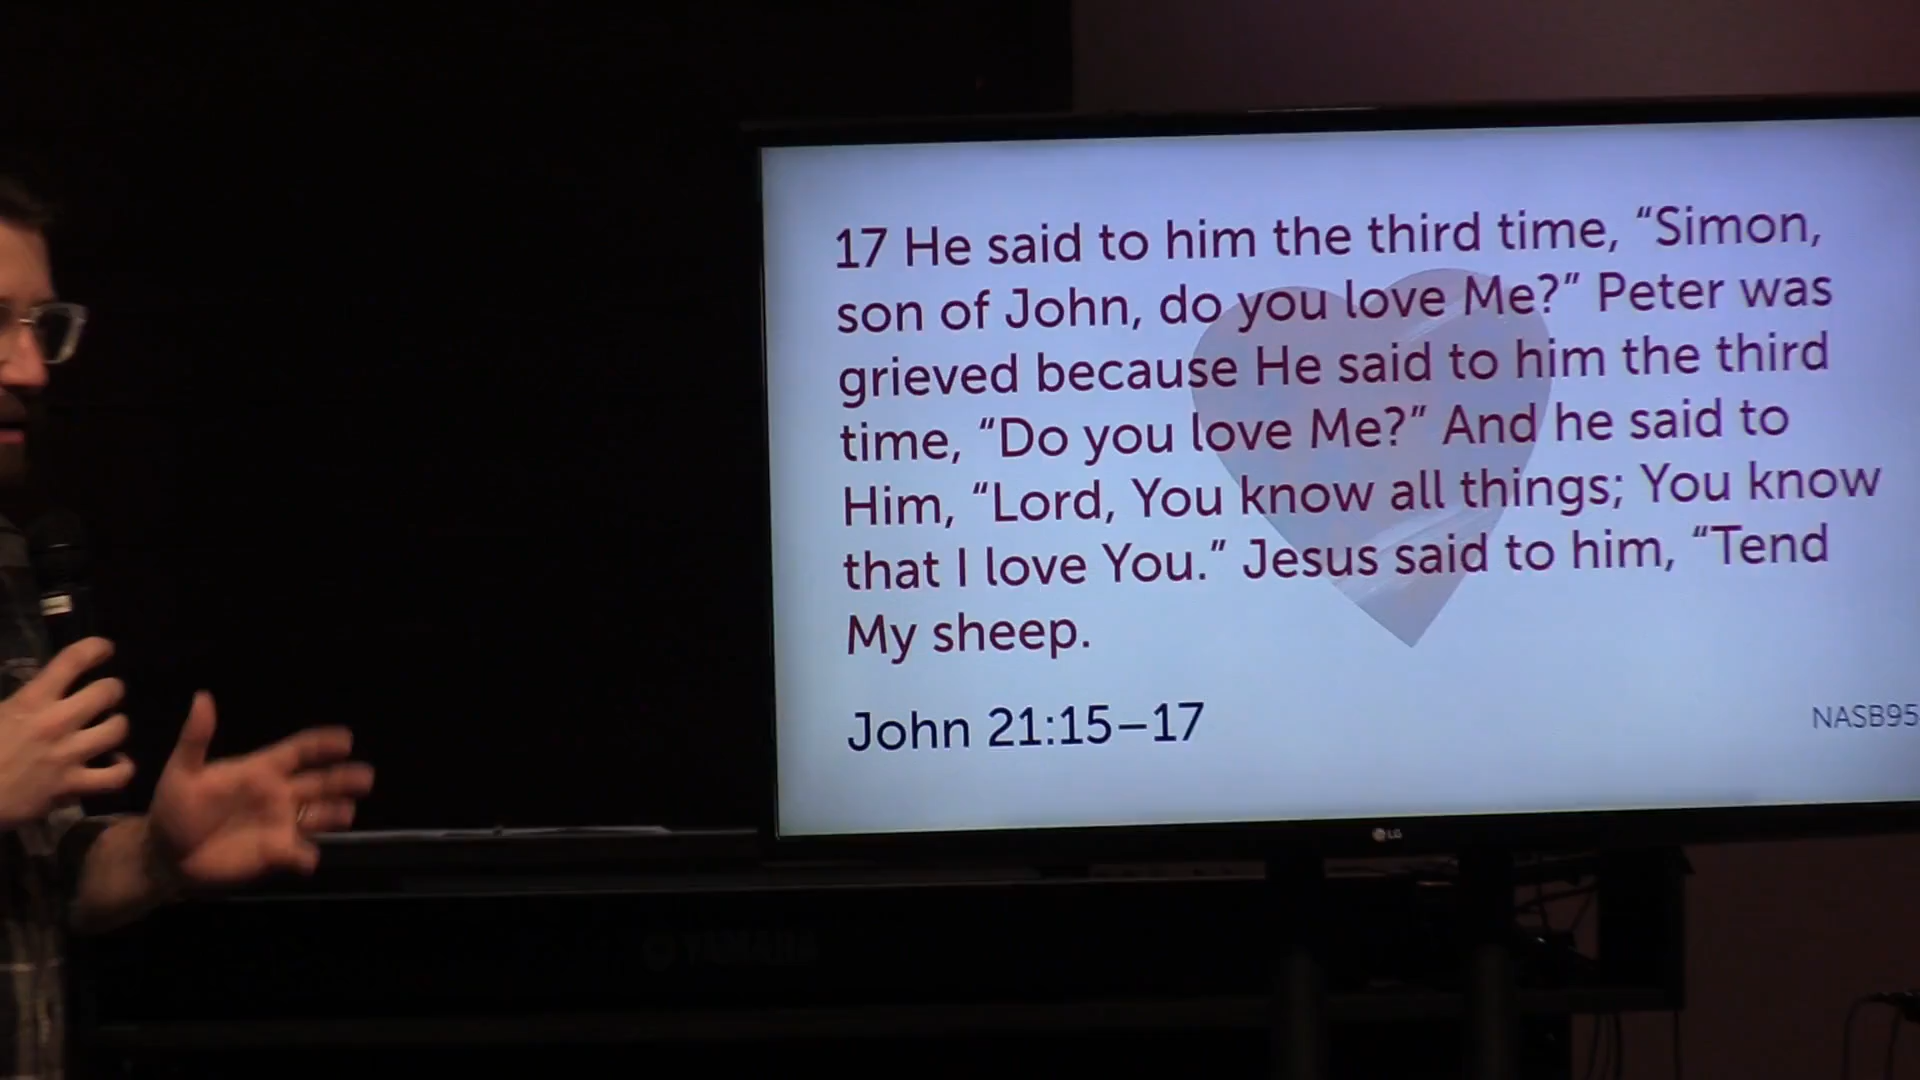 17 He said to him the third time, “Simon,
son of John, do you love Me?” Peter was
grieved because He said to him the third
time, “Do you love Me?” And he said to
Him, “Lord, You know all things; You know
that I love You.” Jesus said to him, “Tend
My sheep.
John 21:15–17
NASB95
LG
YAMAHA